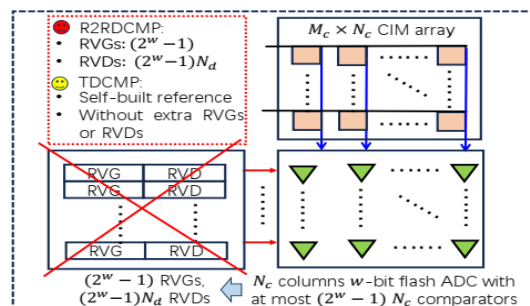 R2RDCMP:
• RVGs: (2^w − 1)
• RVDs: (2^w−1)N_d
TDCMP:
• Self-built reference
• Without extra RVGs
or RVDs
M_c × N_c CIM array
RVG RVD
RVG RVD
RVG RVD
(2^w − 1) RVGs,
(2^w−1)N_d RVDs
N_c columns w-bit flash ADC with
at most (2^w − 1) N_c comparators